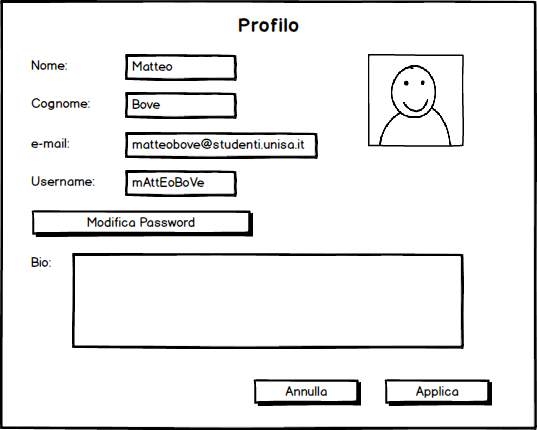 Profilo
Nome: Matteo
Cognome: Bove
e-mail: matteobove@studenti.unisa.it
Username: mAttEoBoVe
Modifica Password
Bio:
Annulla Applica